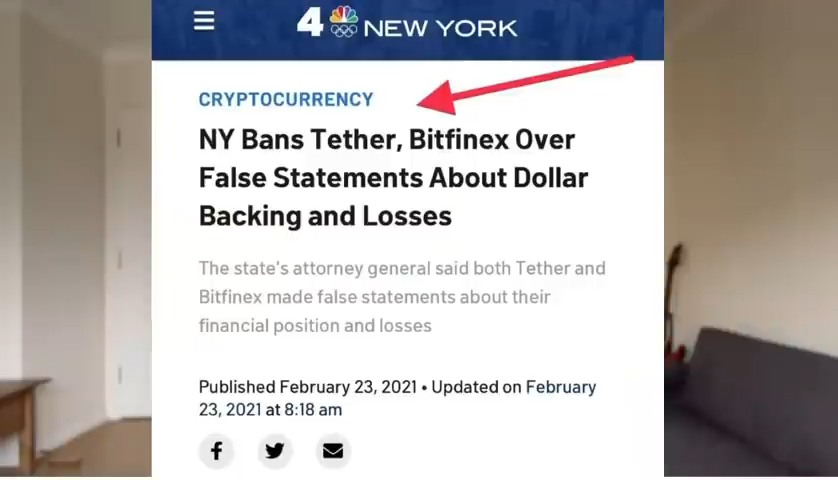 4 NEW YORK
CRYPTOCURRENCY
NY Bans Tether, Bitfinex Over
False Statements About Dollar
Backing and Losses
The state's attorney general said both Tether and
Bitfinex made false statements about their
financial position and losses
Published February 23, 2021 • Updated on February
23, 2021 at 8:18 am